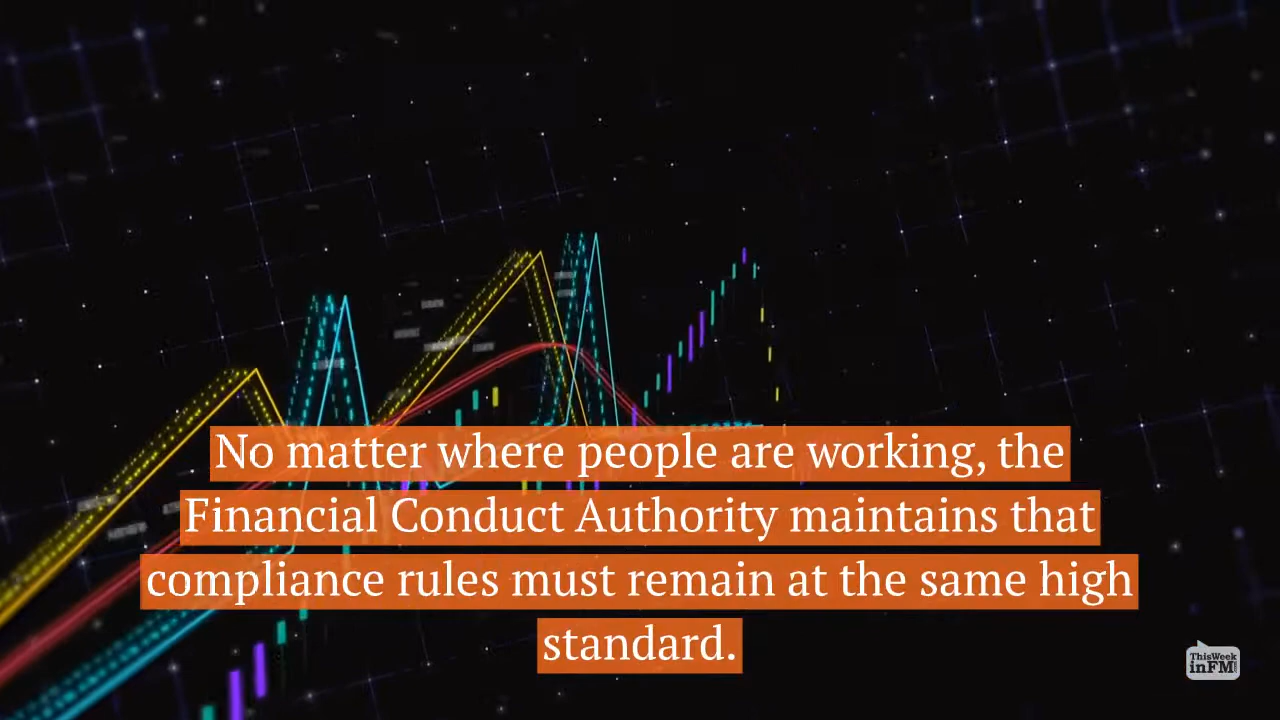 No matter where people are working, the
Financial Conduct Authority maintains that
compliance rules must remain at the same high
standard.
ThisWeek
inFM